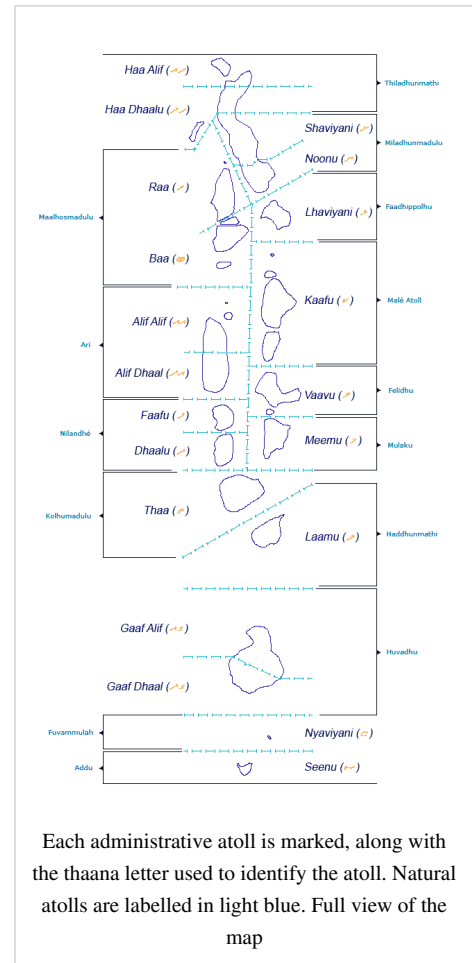 Haa Alif
Thiladhunmathi
Haa Dhaalu
Shaviyani
Miladhunmadulu
Noonu
Raa
Faadhippolhu
Lhaviyani
Maalhosmadulu
Baa
Kaafu
Malé Atoll
Alif Alif
Ari
Alif Dhaal
Felidhu
Vaavu
Faafu
Nilandhé
Meemu
Mulaku
Dhaalu
Thaa
Kolhumadulu
Laamu
Haddhunmathi
Gaaf Alif
Huvadhu
Gaaf Dhaal
Fuvammulah
Nyaviyani
Addu
Seenu
Each administrative atoll is marked, along with
the thaana letter used to identify the atoll. Natural
atolls are labelled in light blue. Full view of the
map